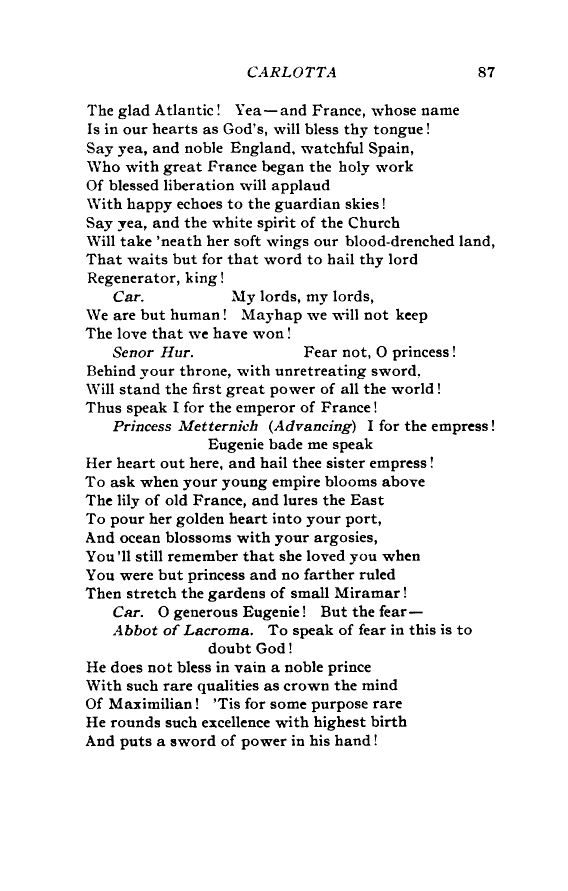 CARLOTTA 87
The glad Atlantic! Yea—and France, whose name
Is in our hearts as God's, will bless thy tongue!
Say yea, and noble England, watchful Spain,
Who with great France began the holy work
Of blessed liberation will applaud
With happy echoes to the guardian skies!
Say yea, and the white spirit of the Church
Will take 'neath her soft wings our blood-drenched land,
That waits but for that word to hail thy lord
Regenerator, king!
Car. My lords, my lords,
We are but human! Mayhap we will not keep
The love that we have won!
Senor Hur. Fear not, O princess!
Behind your throne, with unretreating sword,
Will stand the first great power of all the world!
Thus speak I for the emperor of France!
Princess Metternich (Advancing) I for the empress!
Eugenie bade me speak
Her heart out here, and hail thee sister empress!
To ask when your young empire blooms above
The lily of old France, and lures the East
To pour her golden heart into your port,
And ocean blossoms with your argosies,
You'll still remember that she loved you when
You were but princess and no farther ruled
Then stretch the gardens of small Miramar!
Car. O generous Eugenie! But the fear—
Abbot of Lacroma. To speak of fear in this is to
doubt God!
He does not bless in vain a noble prince
With such rare qualities as crown the mind
Of Maximilian! 'Tis for some purpose rare
He rounds such excellence with highest birth
And puts a sword of power in his hand!